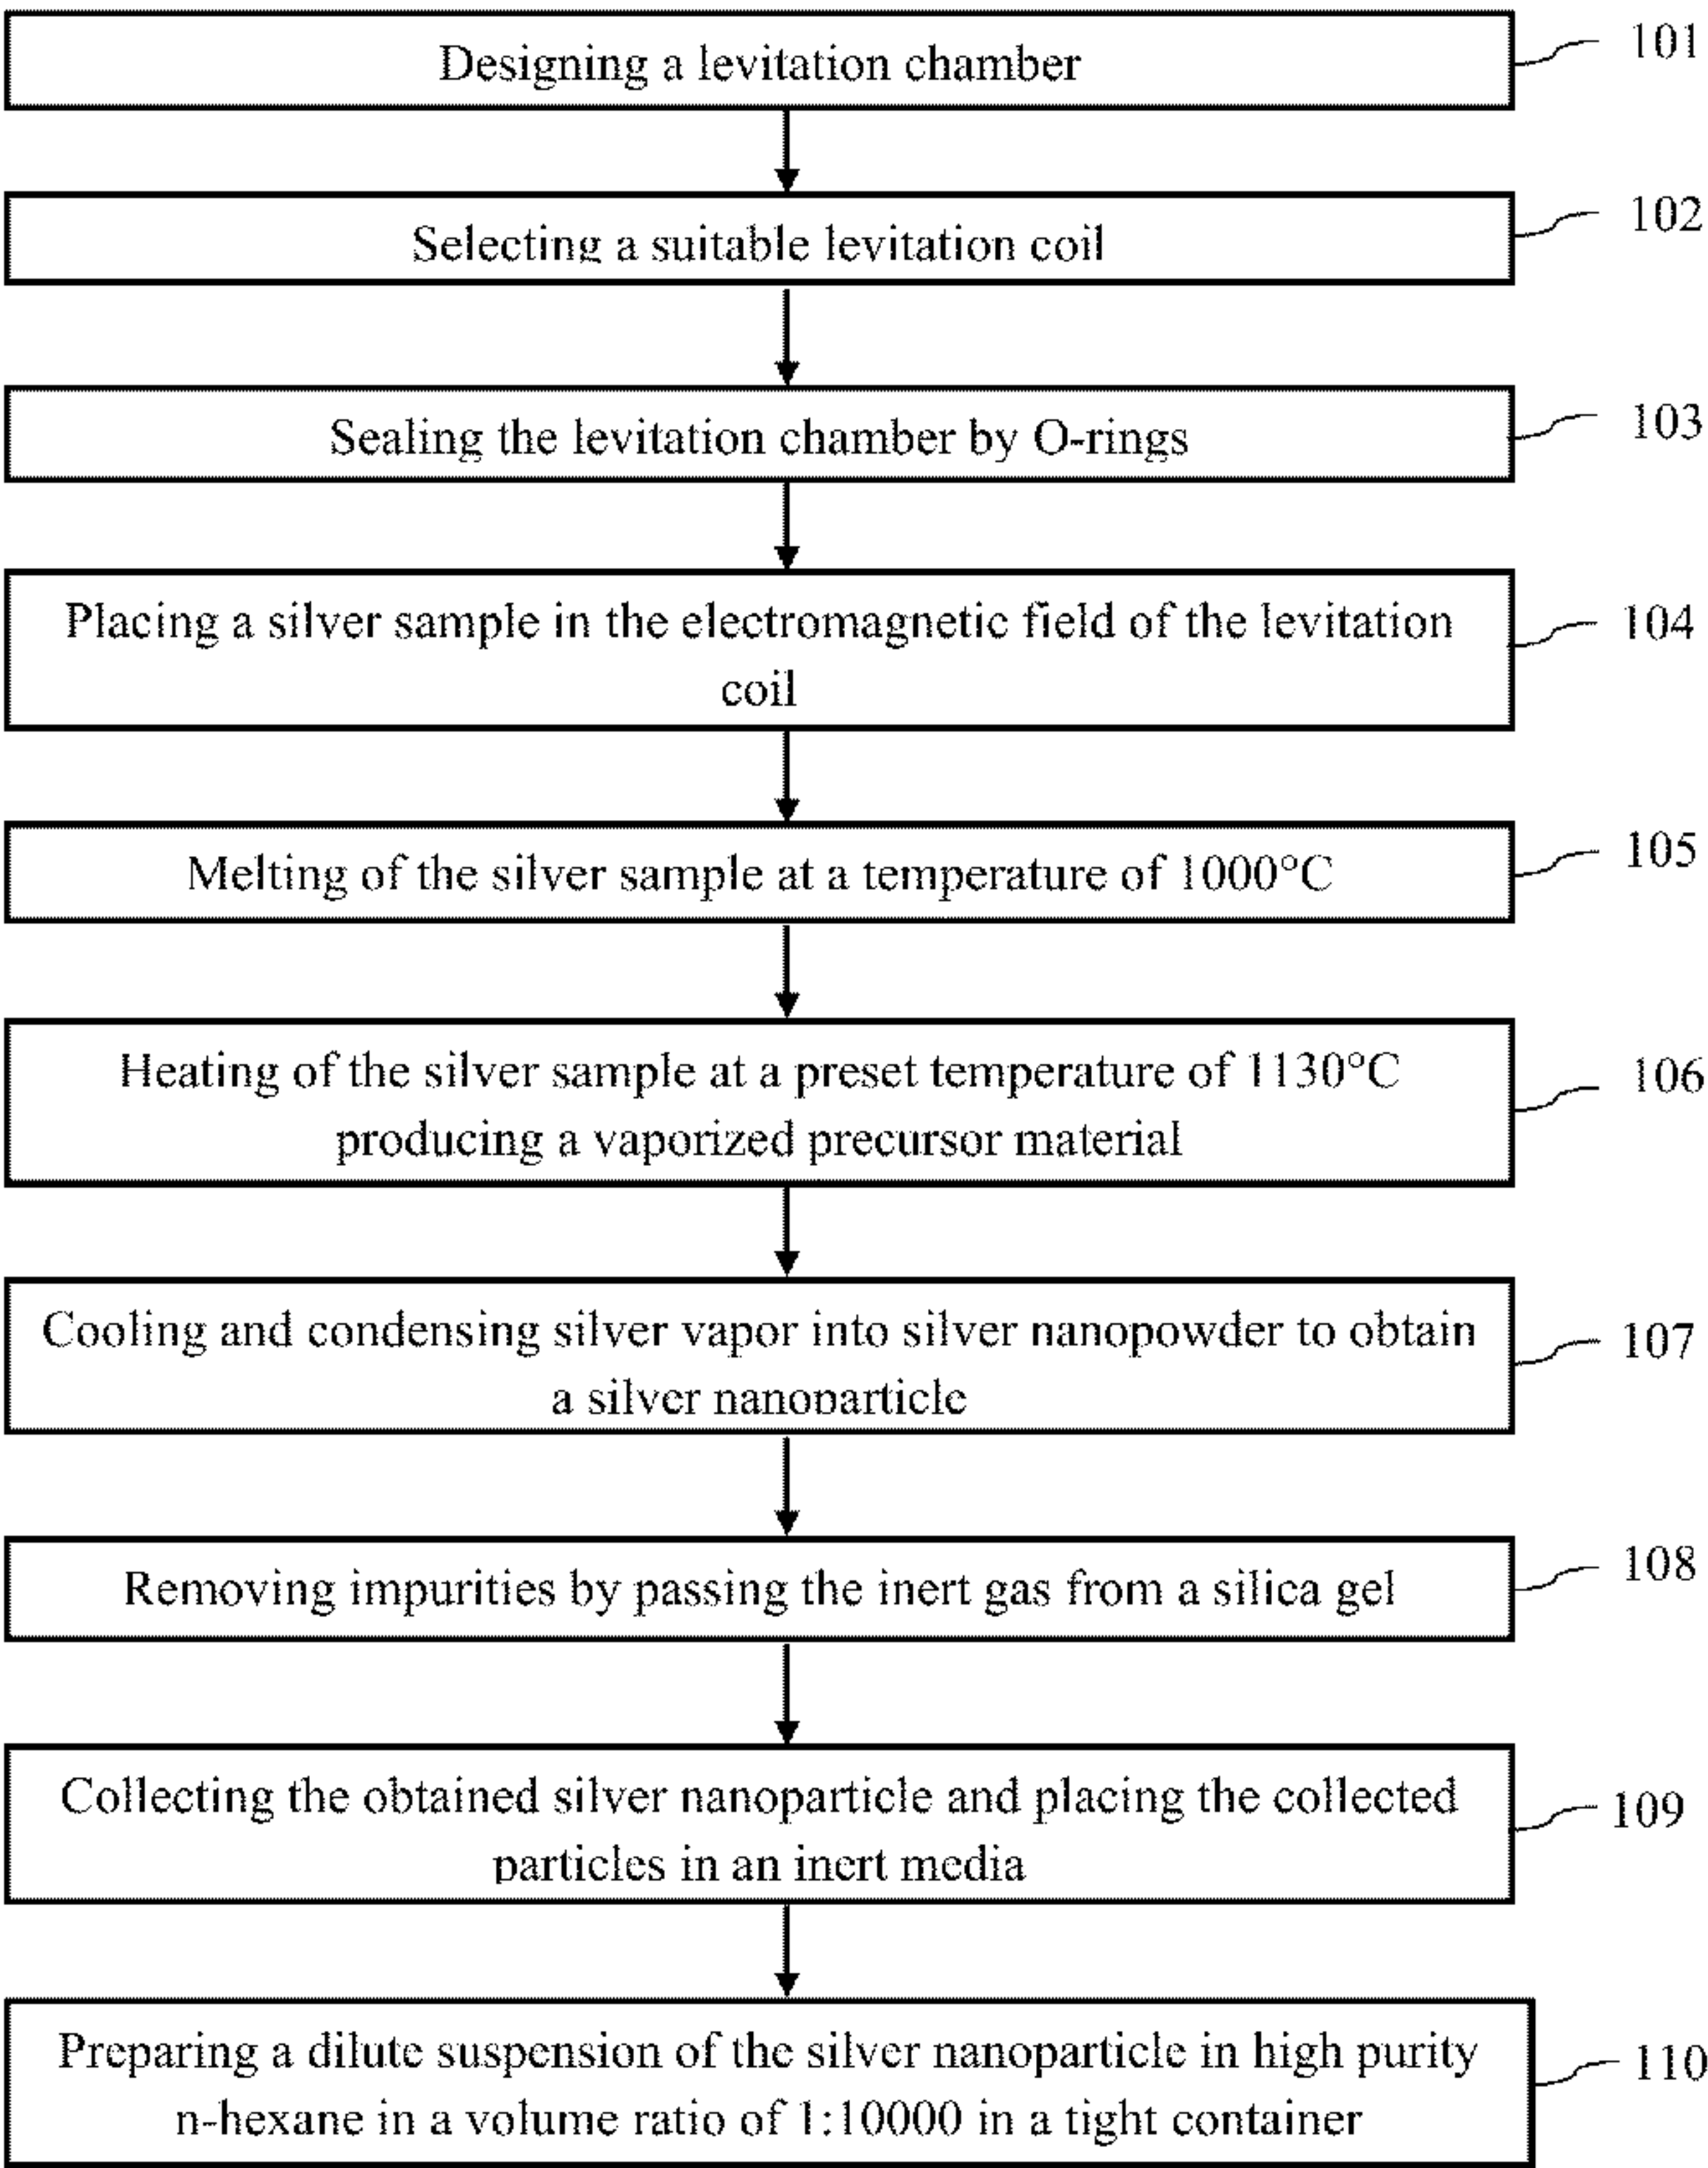 Designing a levitation chamber
101
Selecting a suitable levitation coil
102
Sealing the levitation chamber by O-rings
103
Placing a silver sample in the electromagnetic field of the levitation
coil
104
Melting of the silver sample at a temperature of 1000°C
105
Heating of the silver sample at a preset temperature of 1130°C
producing a vaporized precursor material
106
Cooling and condensing silver vapor into silver nanopowder to obtain
a silver nanoparticle
107
Removing impurities by passing the inert gas from a silica gel
108
Collecting the obtained silver nanoparticle and placing the collected
particles in an inert media
109
Preparing a dilute suspension of the silver nanoparticle in high purity
n-hexane in a volume ratio of 1:10000 in a tight container
110